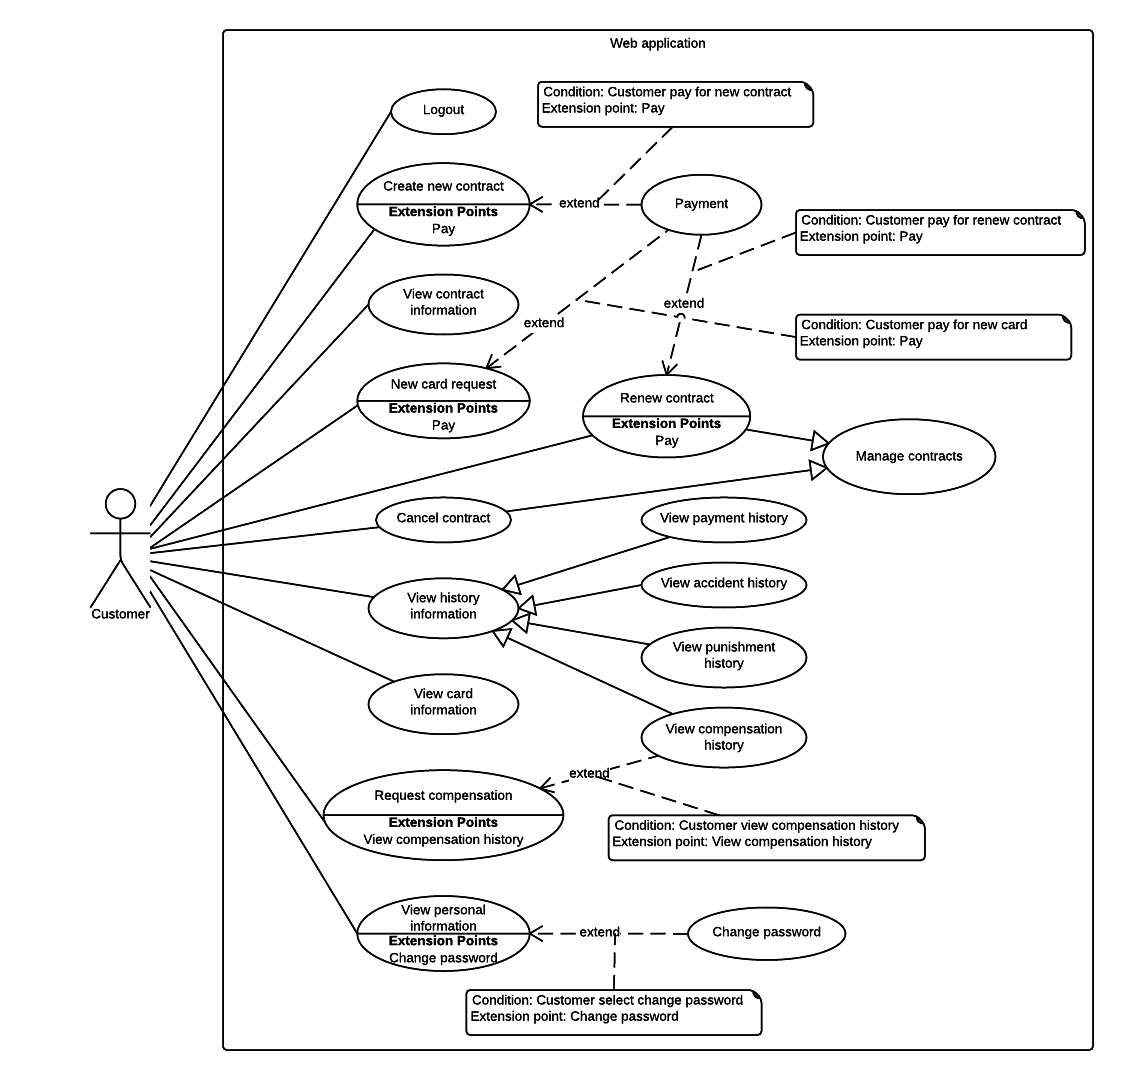 Web application
Condition: Customer pay for new contract
Extension point: Pay
Logout
Create new contract
Extension Points
Pay
extend
Payment
Condition: Customer pay for renew contract
Extension point: Pay
View contract
information
extend
extend
Condition: Customer pay for new card
Extension point: Pay
New card request
Extension Points
Pay
Renew contract
Extension Points
Pay
Manage contracts
Cancel contract
View payment history
View accident history
View history
information
Customer
View punishment
history
View card
information
View compensation
history
extend
Request compensation
Extension Points
View compensation history
Condition: Customer view compensation history
Extension point: View compensation history
View personal
information
Extension Points
Change password
extend
Change password
Condition: Customer select change password
Extension point: Change password